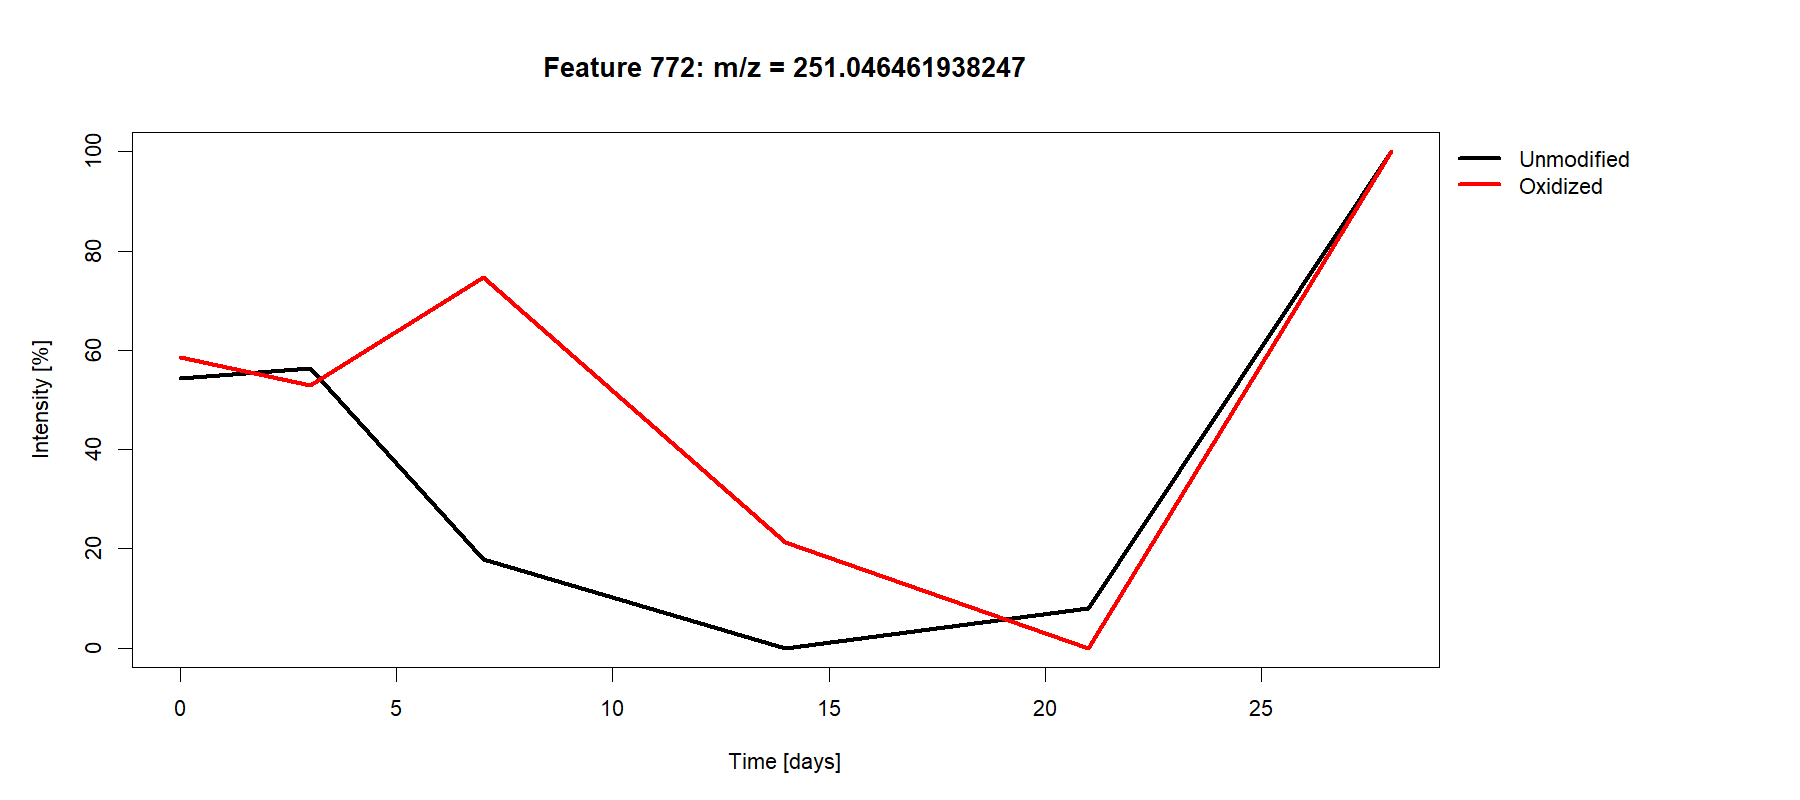 Feature 772: m/z = 251.046461938247
Unmodified
Oxidized
Intensity [%]
100
80
60
40
20
0
0 5 10 15 20 25
Time [days]